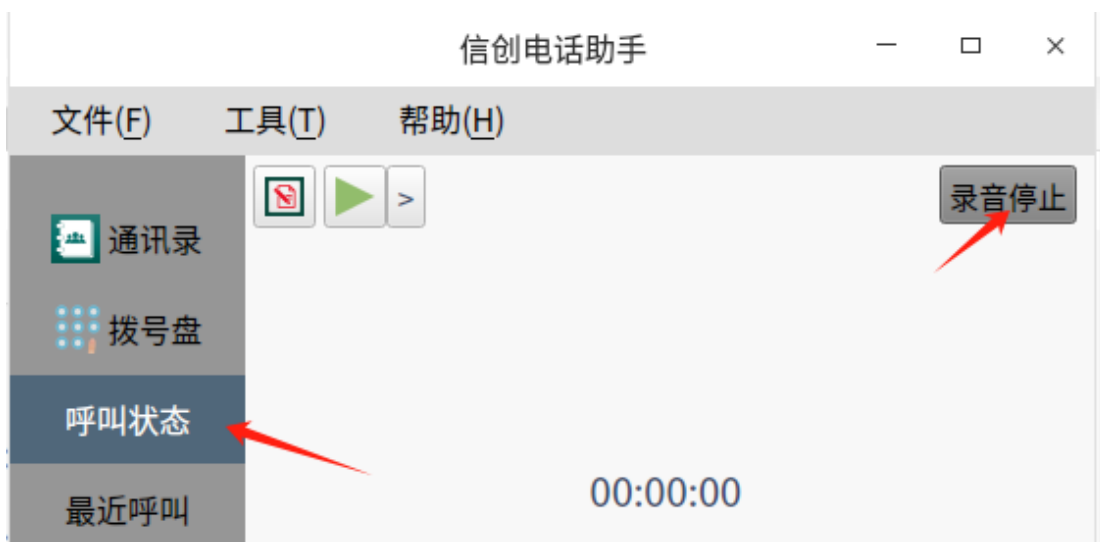 信创电话助手
文件(F) 工具(T) 帮助(H)
通讯录
>
录音停止
拨号盘
呼叫状态
最近呼叫
00:00:00